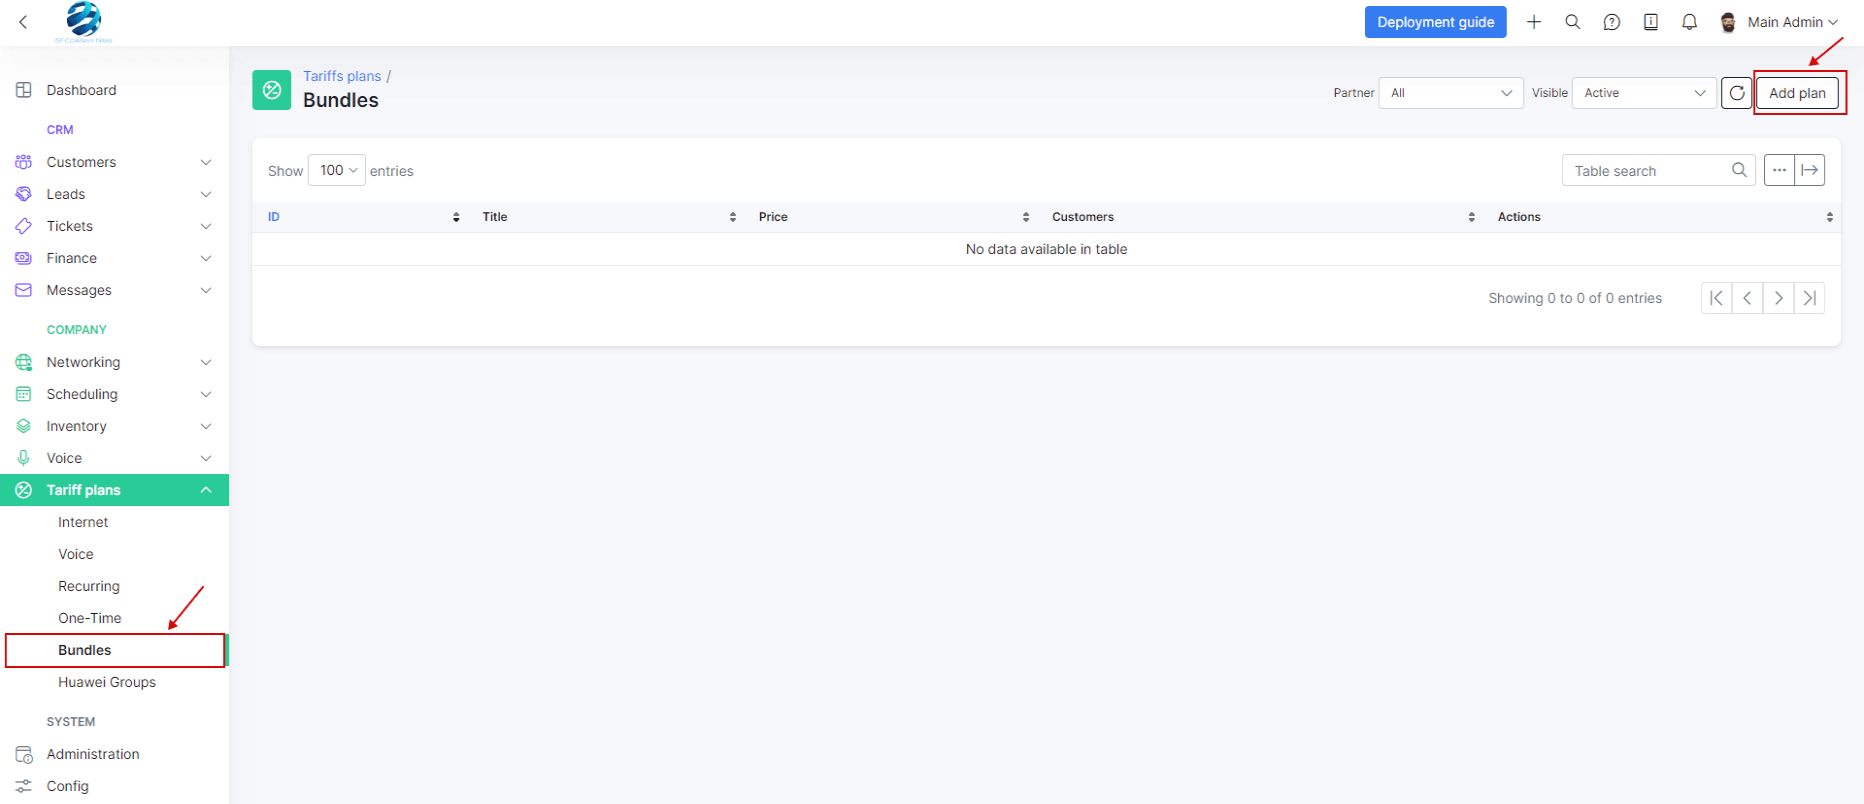 ISP COMPANY NAME
Deployment guide
Main Admin
Dashboard
CRM
Customers
Leads
Tickets
Finance
Messages
COMPANY
Networking
Scheduling
Inventory
Voice
Tariff plans
Internet
Voice
Recurring
One-Time
Bundles
Huawei Groups
SYSTEM
Administration
Config
Tariffs plans /
Bundles
Partner All Visible Active Add plan
Show 100 entries
Table search
ID Title Price Customers Actions
No data available in table
Showing 0 to 0 of 0 entries